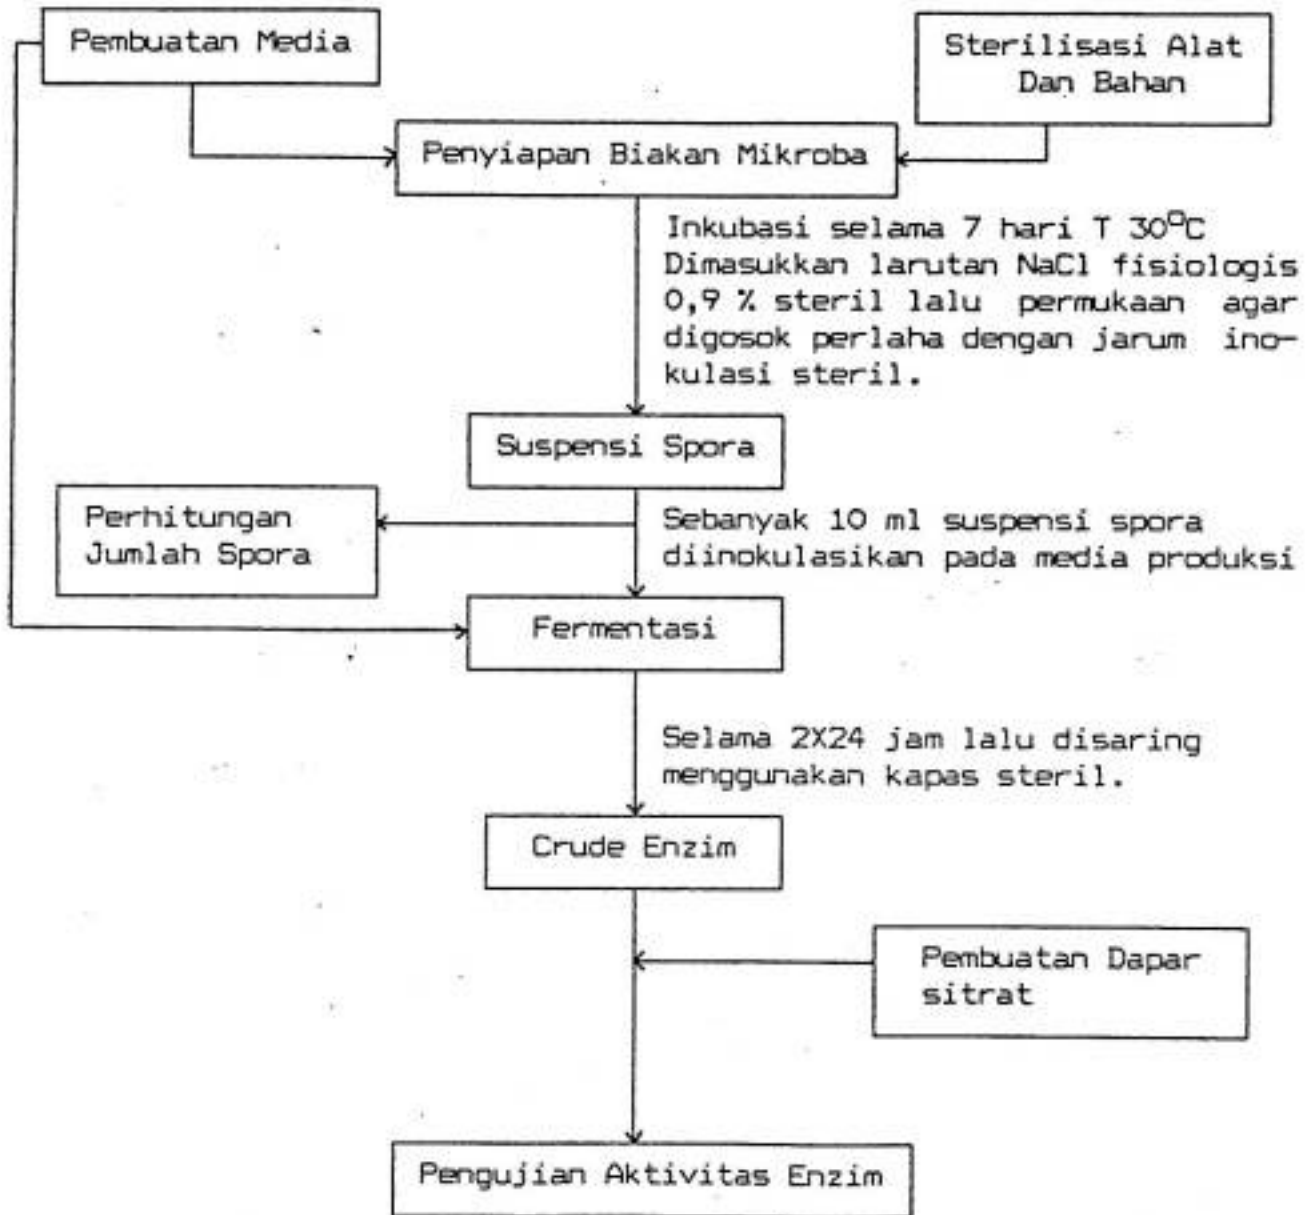 Pembuatan Media
Sterilisasi Alat
Dan Bahan
Penyiapan Biakan Mikroba
Inkubasi selama 7 hari T 30°C
Dimasukkan larutan NaCl fisiologis
0,9 % steril lalu permukaan agar
digosok perlaha dengan jarum ino-
kulasi steril.
Suspensi Spora
Perhitungan
Jumlah Spora
Sebanyak 10 ml suspensi spora
diinokulasikan pada media produksi
Fermentasi
Selama 2X24 jam lalu disaring
menggunakan kapas steril.
Crude Enzim
Pembuatan Dapar
sitrat
Pengujian Aktivitas Enzim